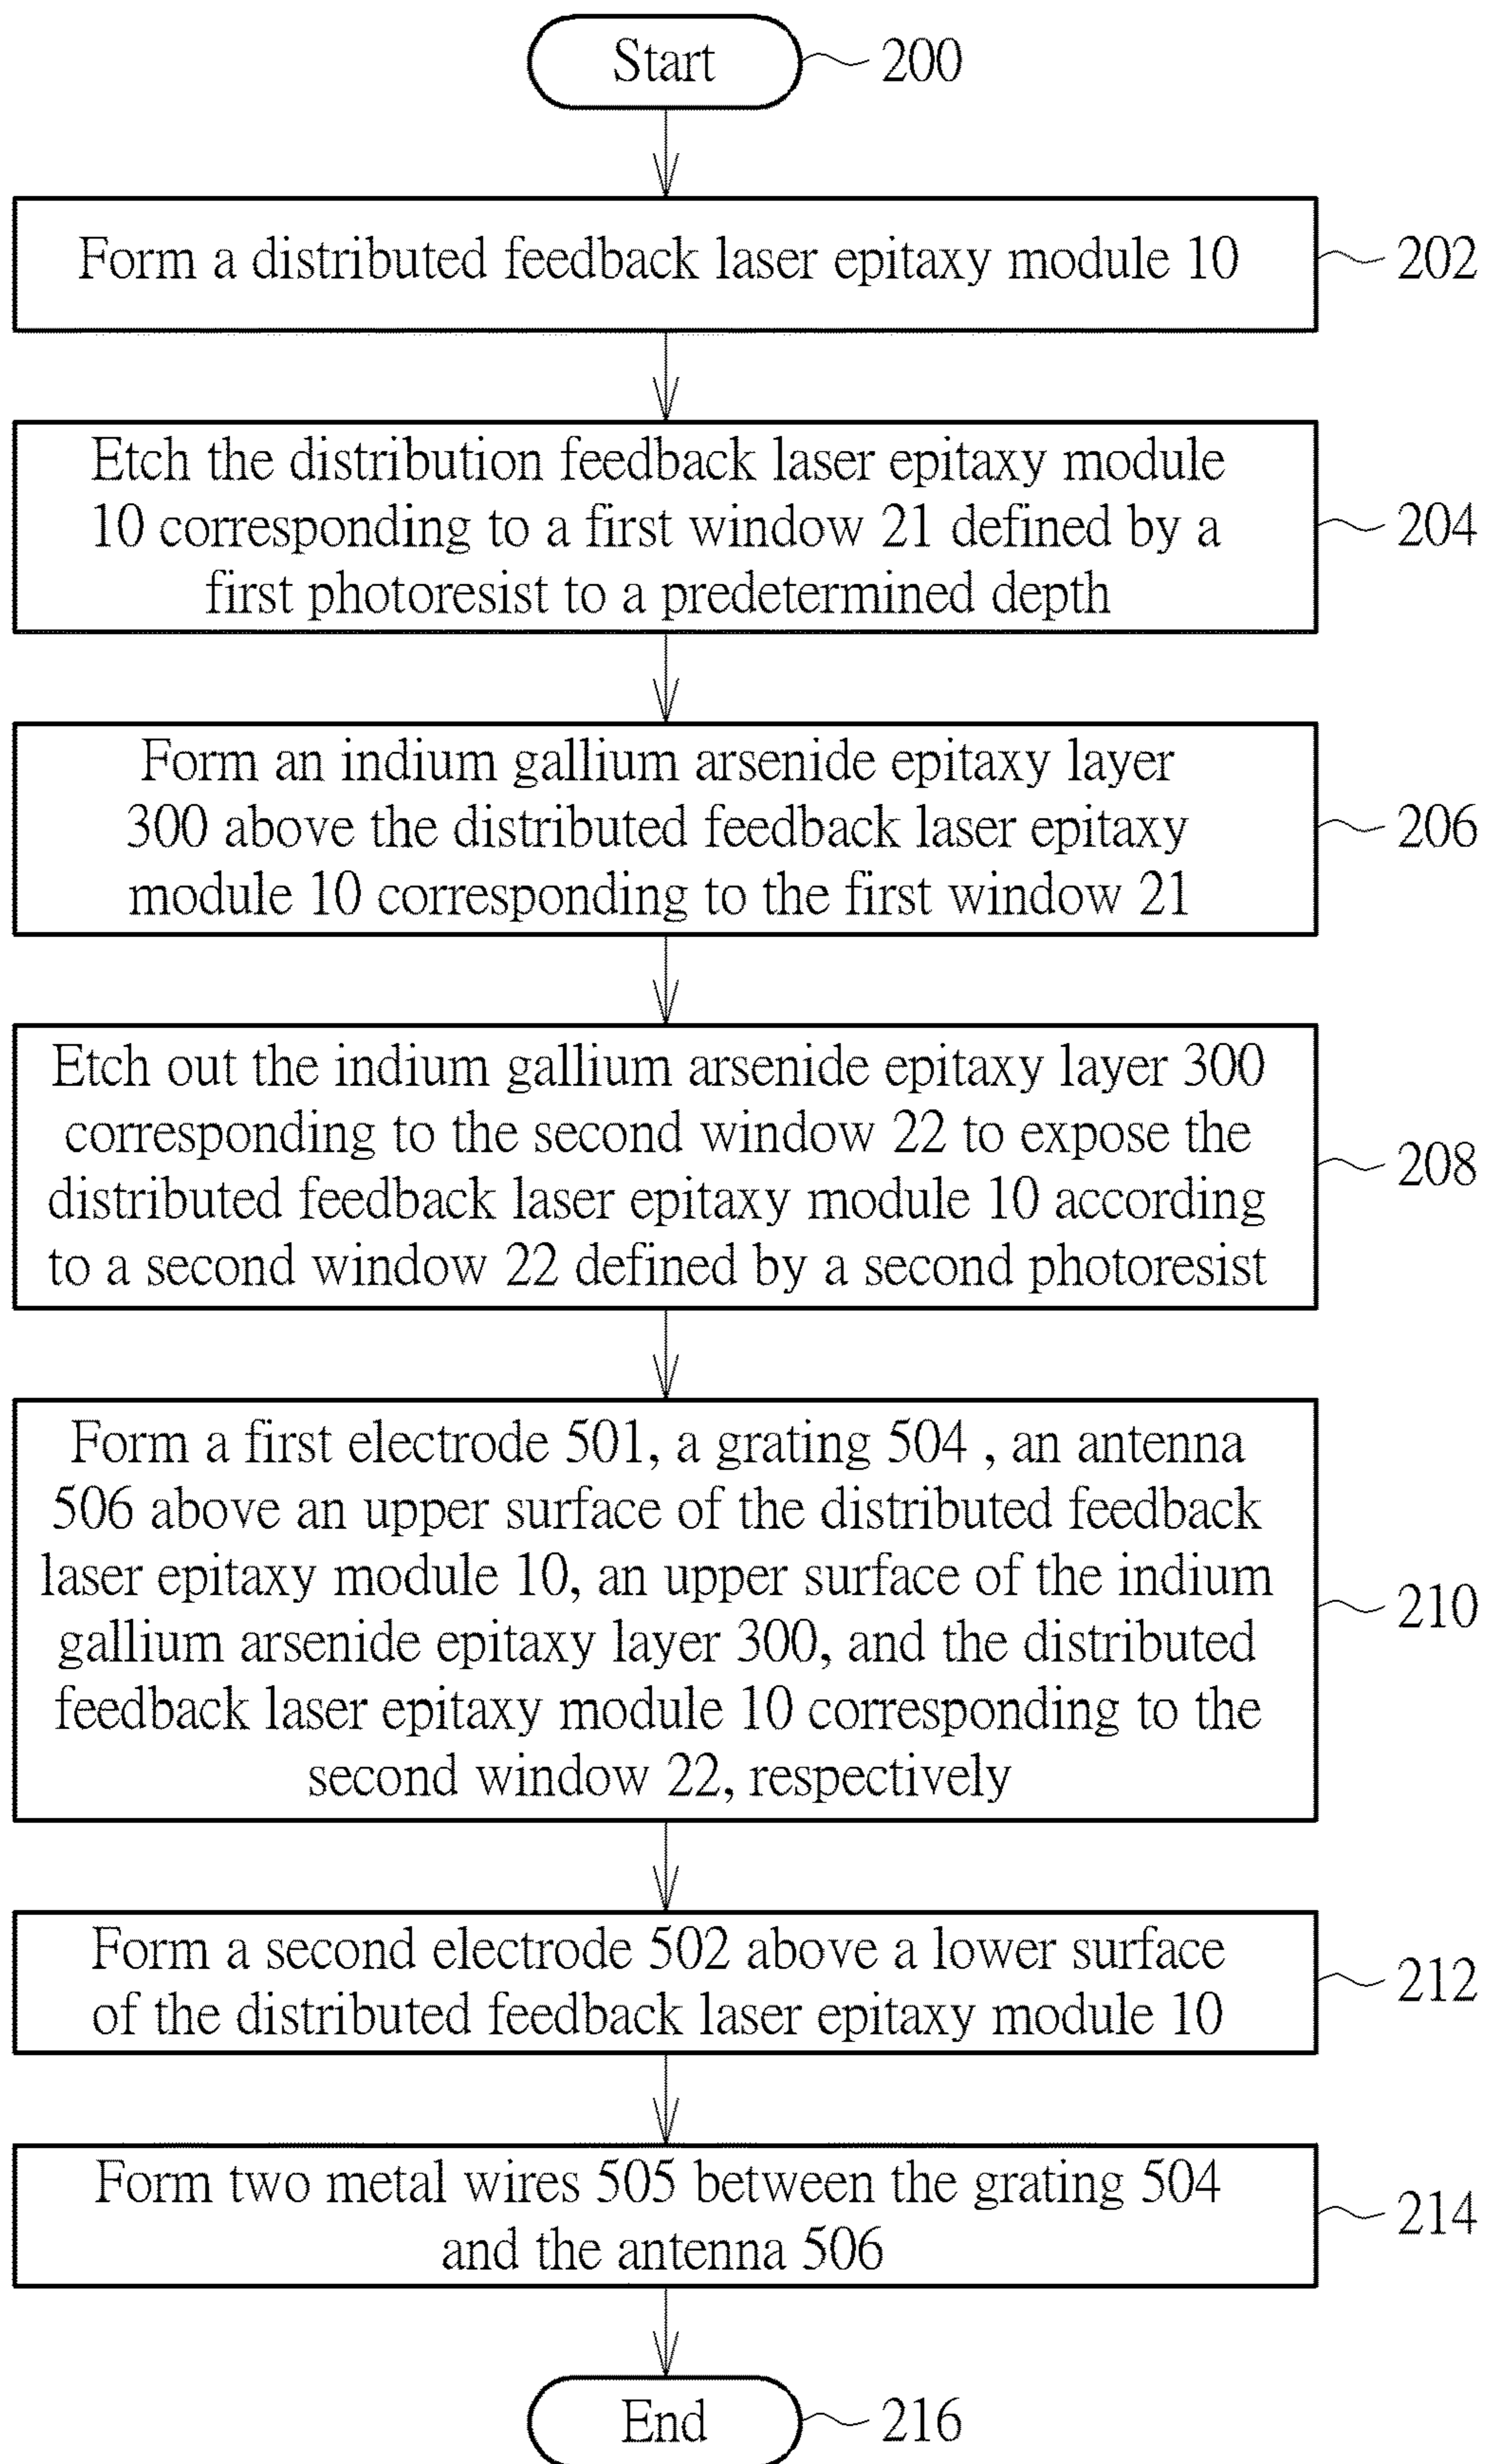 Start
200
Form a distributed feedback laser epitaxy module 10
202
Etch the distribution feedback laser epitaxy module
10 corresponding to a first window 21 defined by a
first photoresist to a predetermined depth
204
Form an indium gallium arsenide epitaxy layer
300 above the distributed feedback laser epitaxy
module 10 corresponding to the first window 21
206
Etch out the indium gallium arsenide epitaxy layer 300
corresponding to the second window 22 to expose the
distributed feedback laser epitaxy module 10 according
to a second window 22 defined by a second photoresist
208
Form a first electrode 501, a grating 504 , an antenna
506 above an upper surface of the distributed feedback
laser epitaxy module 10, an upper surface of the indium
gallium arsenide epitaxy layer 300, and the distributed
feedback laser epitaxy module 10 corresponding to the
second window 22, respectively
210
Form a second electrode 502 above a lower surface
of the distributed feedback laser epitaxy module 10
212
Form two metal wires 505 between the grating 504
and the antenna 506
214
End
216